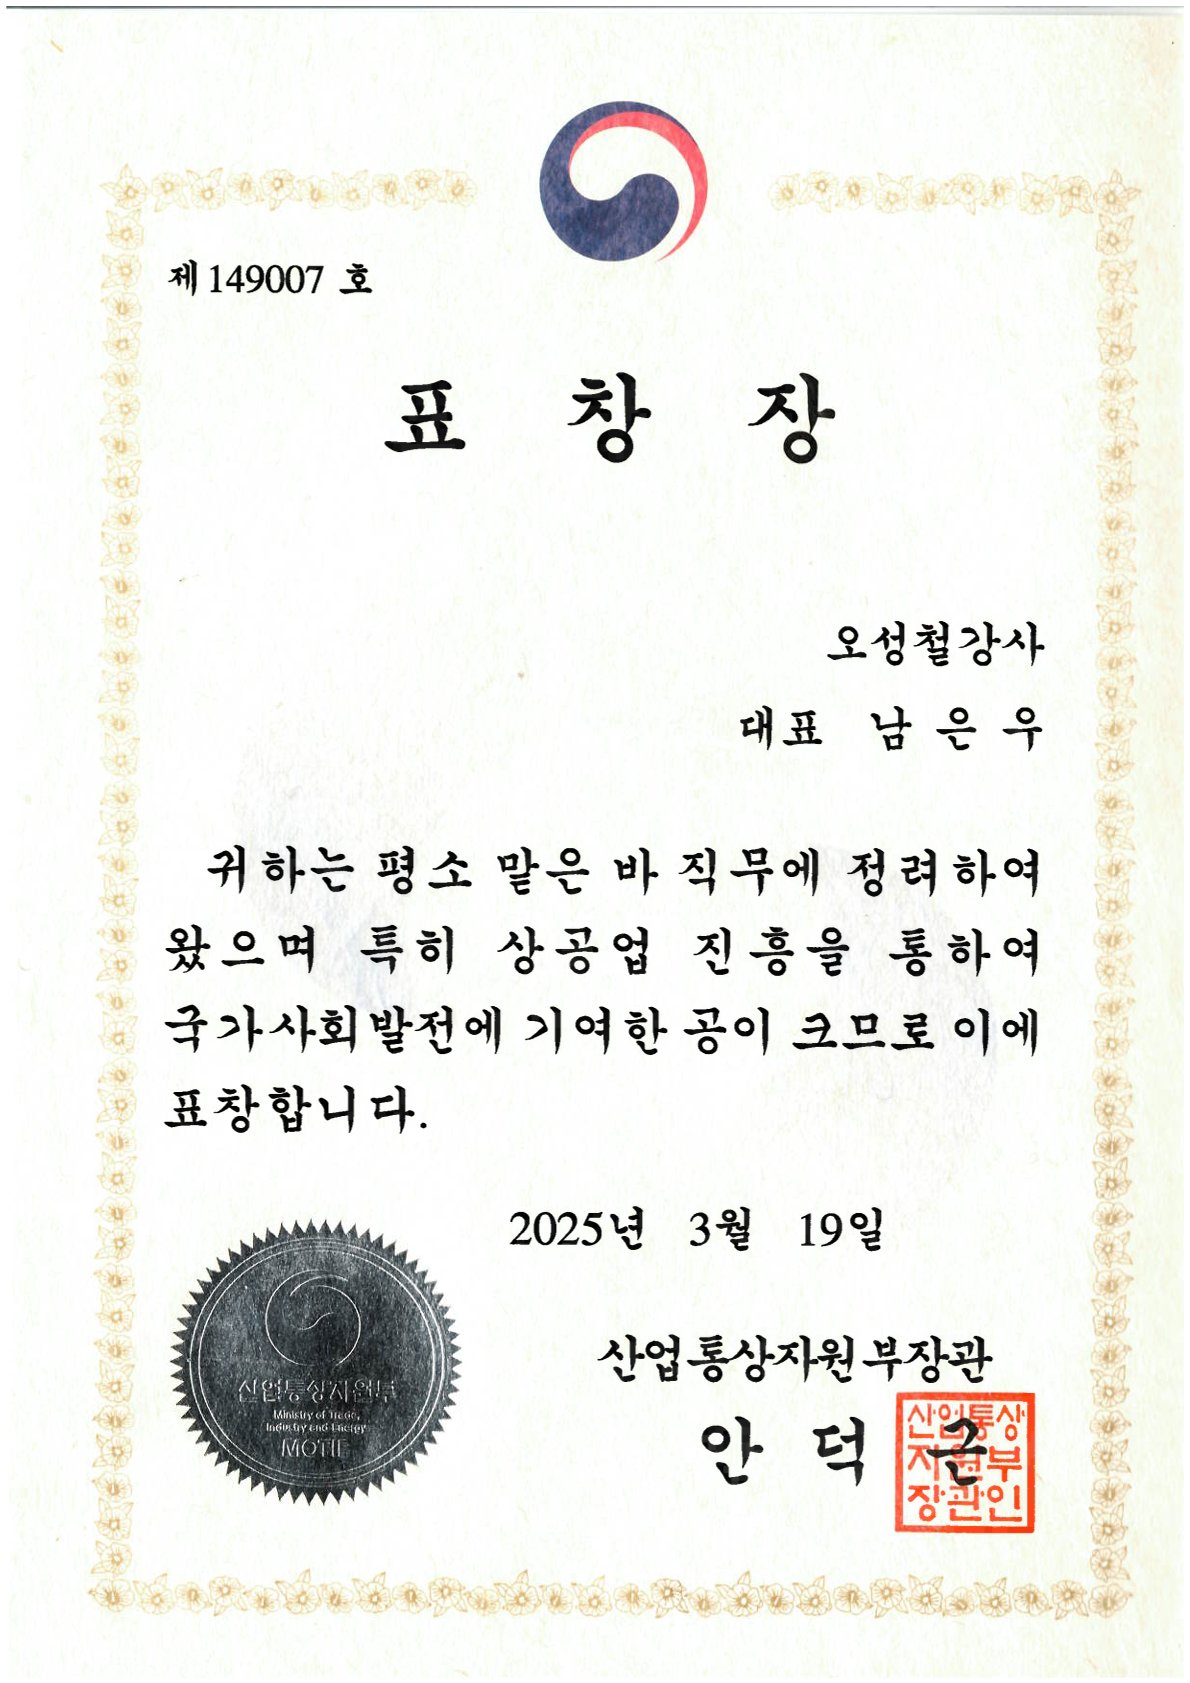 제 149007 호
표 창 장
오성철강사
대표 남 은 우
귀하는 평소 맡은 바 직무에 정려하여
왔으며 특히 상공업 진흥을 통하여
국가사회발전에 기여한 공이 크므로 이에
표창합니다.
2025년 3월 19일
산업통상자원부장관
안 덕 근
산업통상
자원부
장관인
산업통상자원부
Ministry of Trade,
Industry and Energy
MOTIE